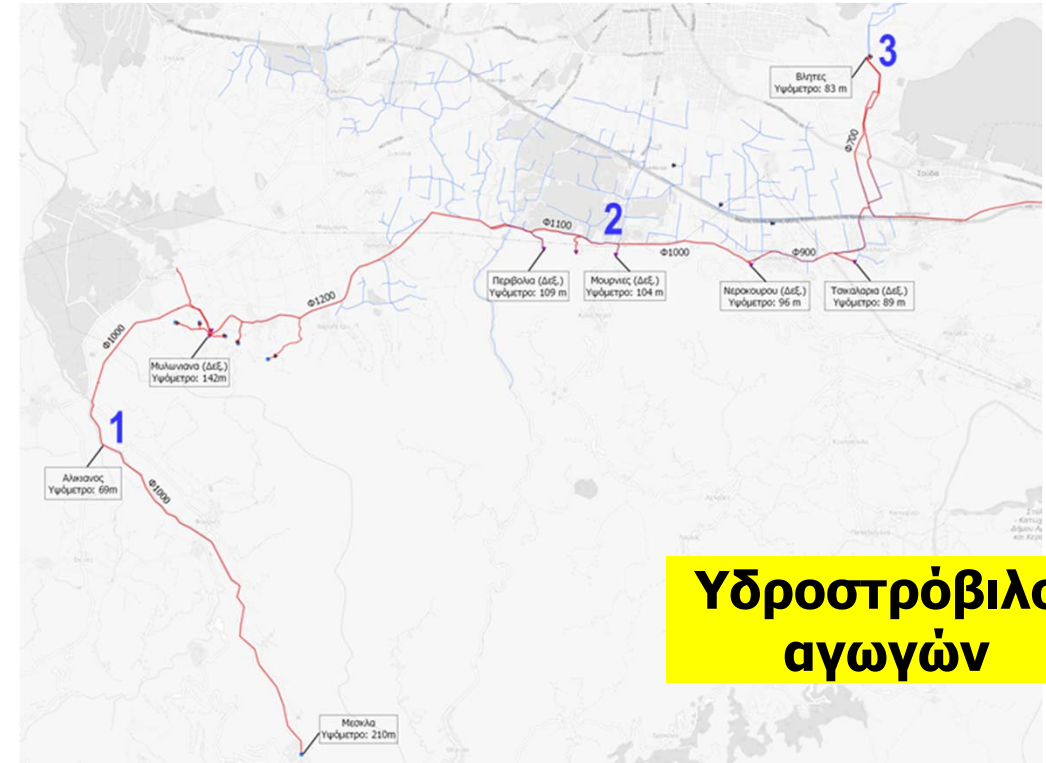 3
Βλητες
Υψόμετρο: 83 m
Φ700
Σούδα
2
Φ1100
Φ1000
Φ900
Περιβολια (Δεξ.)
Υψόμετρο: 109 m
Μουρνιες (Δεξ.)
Υψόμετρο: 104 m
Νεροκουρου (Δεξ.)
Υψόμετρο: 96 m
Τσικαλαρια (Δεξ.)
Υψόμετρο: 89 m
Φ1200
Φ1000
Μυλωνιανα (Δεξ.)
Υψόμετρο: 142m
1
Αλικιανος
Υψόμετρο: 69m
Φ1000
Υδροστρόβιλο
αγωγών
Μεσκλα
Υψόμετρο: 210m